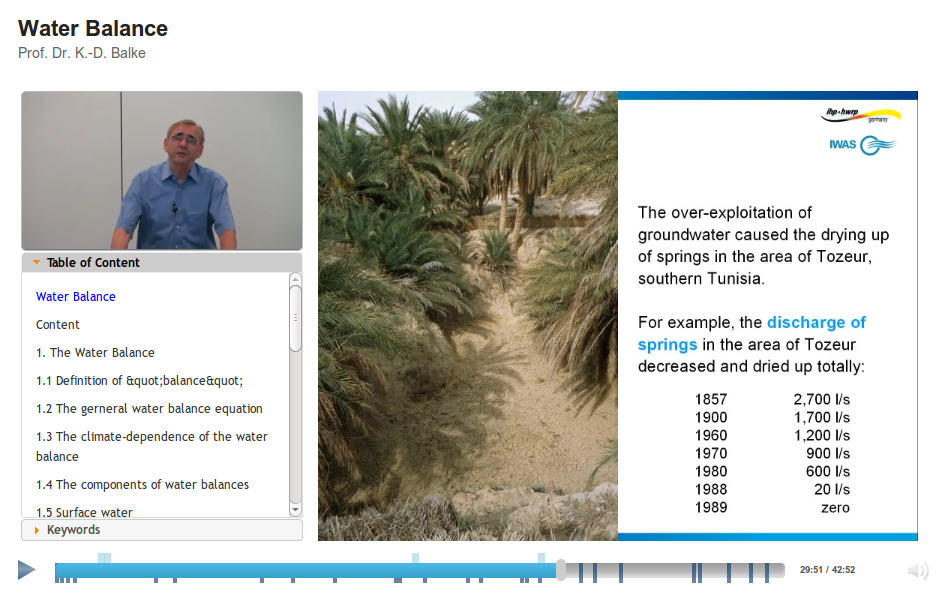 Water Balance
Prof. Dr. K.-D. Balke
Table of Content
Water Balance
Content
1. The Water Balance
1.1 Definition of &quot;balance&quot;
1.2 The gerneral water balance equation
1.3 The climate-dependence of the water
balance
1.4 The components of water balances
1.5 Surface water
Keywords
ihp·hwrp
germany
IWAS
The over-exploitation of
groundwater caused the drying up
of springs in the area of Tozeur,
southern Tunisia.
For example, the discharge of
springs in the area of Tozeur
decreased and dried up totally:
1857 2,700 l/s
1900 1,700 l/s
1960 1,200 l/s
1970 900 l/s
1980 600 l/s
1988 20 l/s
1989 zero
29:51 / 42:52